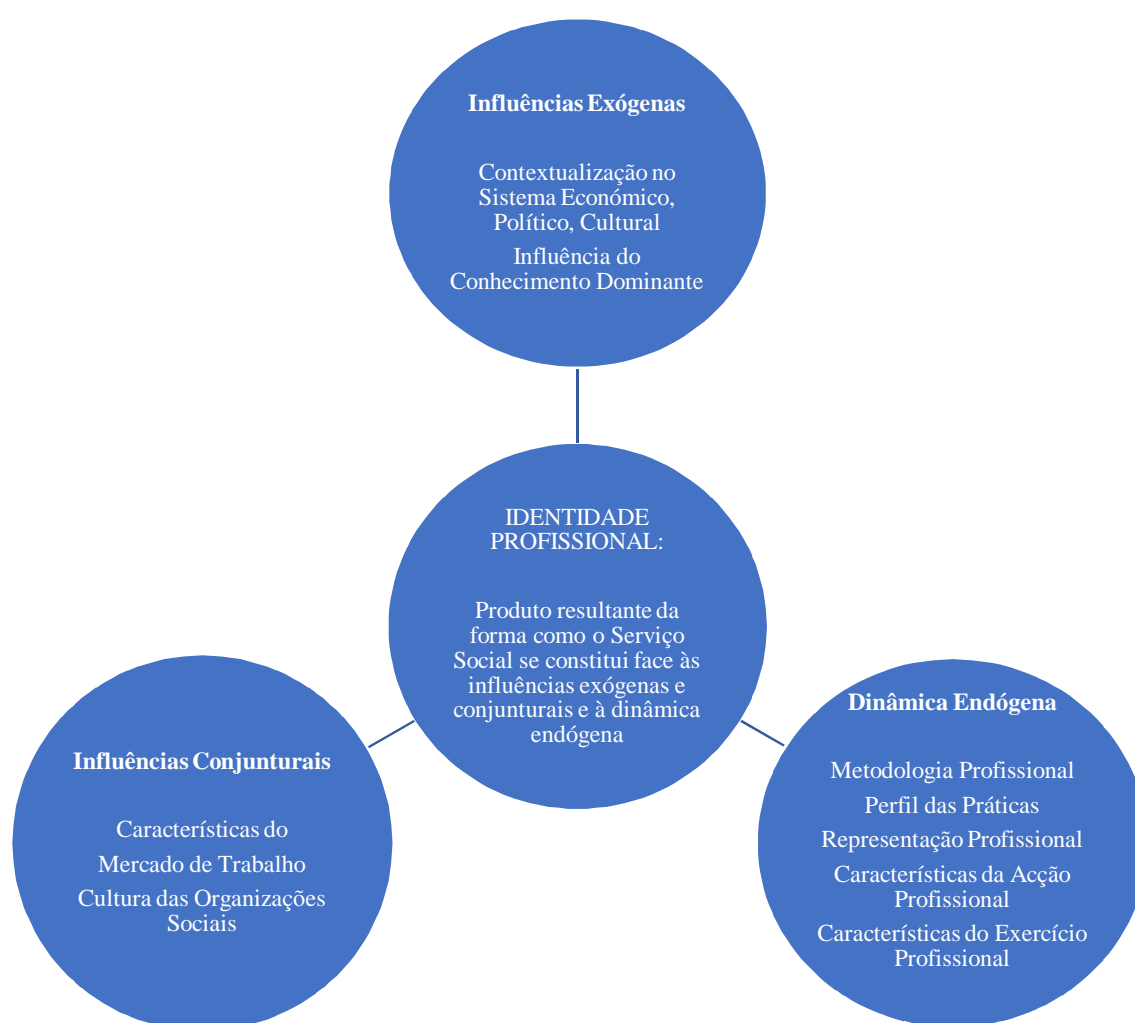 Influências Exógenas
Contextualização no
Sistema Económico,
Político, Cultural
Influência do
Conhecimento Dominante
IDENTIDADE
PROFISSIONAL:
Produto resultante da
forma como o Serviço
Social se constitui face às
influências exógenas e
conjunturais e à dinâmica
endógena
Influências Conjunturais
Características do
Mercado de Trabalho
Cultura das Organizações
Sociais
Dinâmica Endógena
Metodologia Profissional
Perfil das Práticas
Representação Profissional
Características da Acção
Profissional
Características do Exercício
Profissional